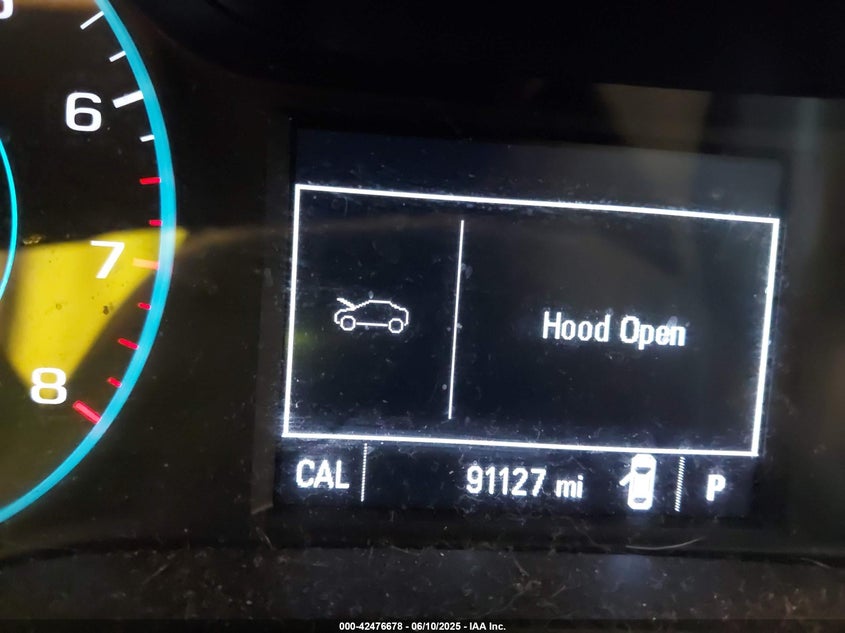 6
7
8
Hood Open
CAL 91127 mi P
000-42476678 - 06/10/2025 - IAA Inc.